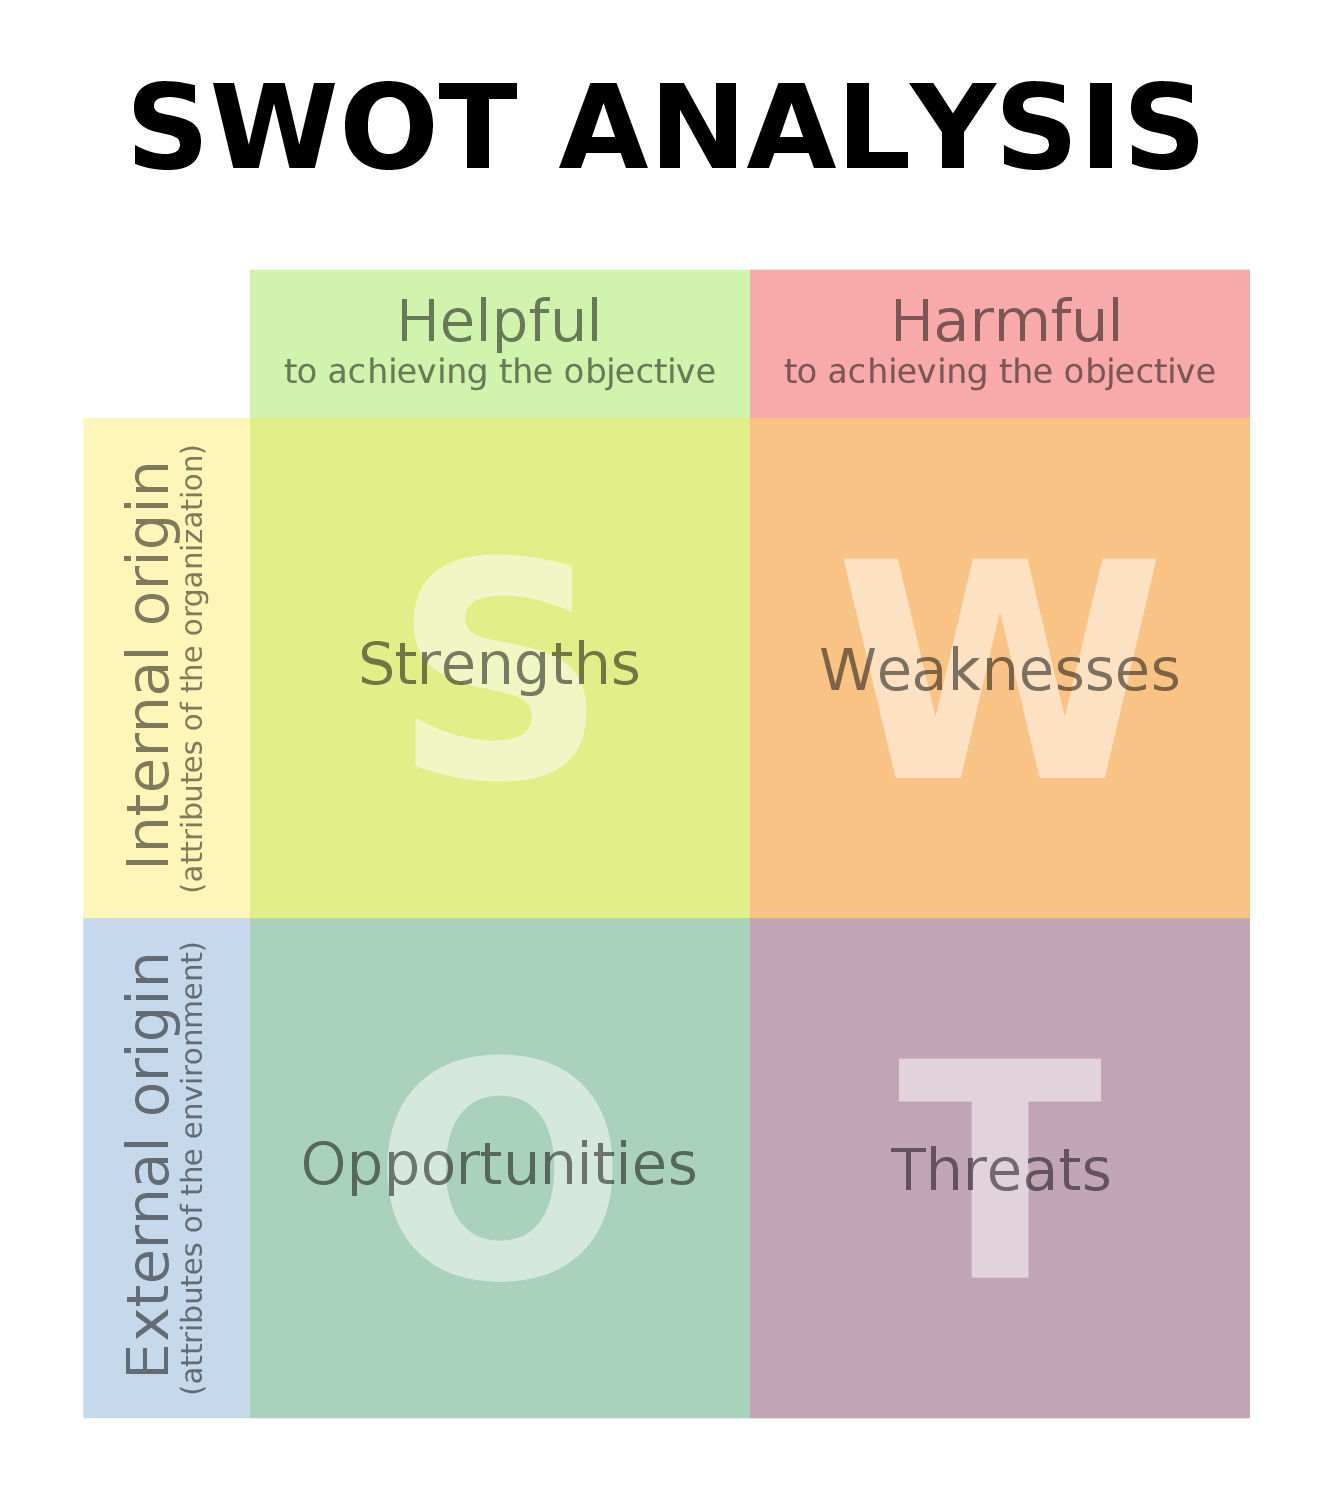 SWOT ANALYSIS
Helpful
to achieving the objective
Harmful
to achieving the objective
Internal origin
(attributes of the organization)
S
Strengths
W
Weaknesses
External origin
(attributes of the environment)
O
Opportunities
T
Threats